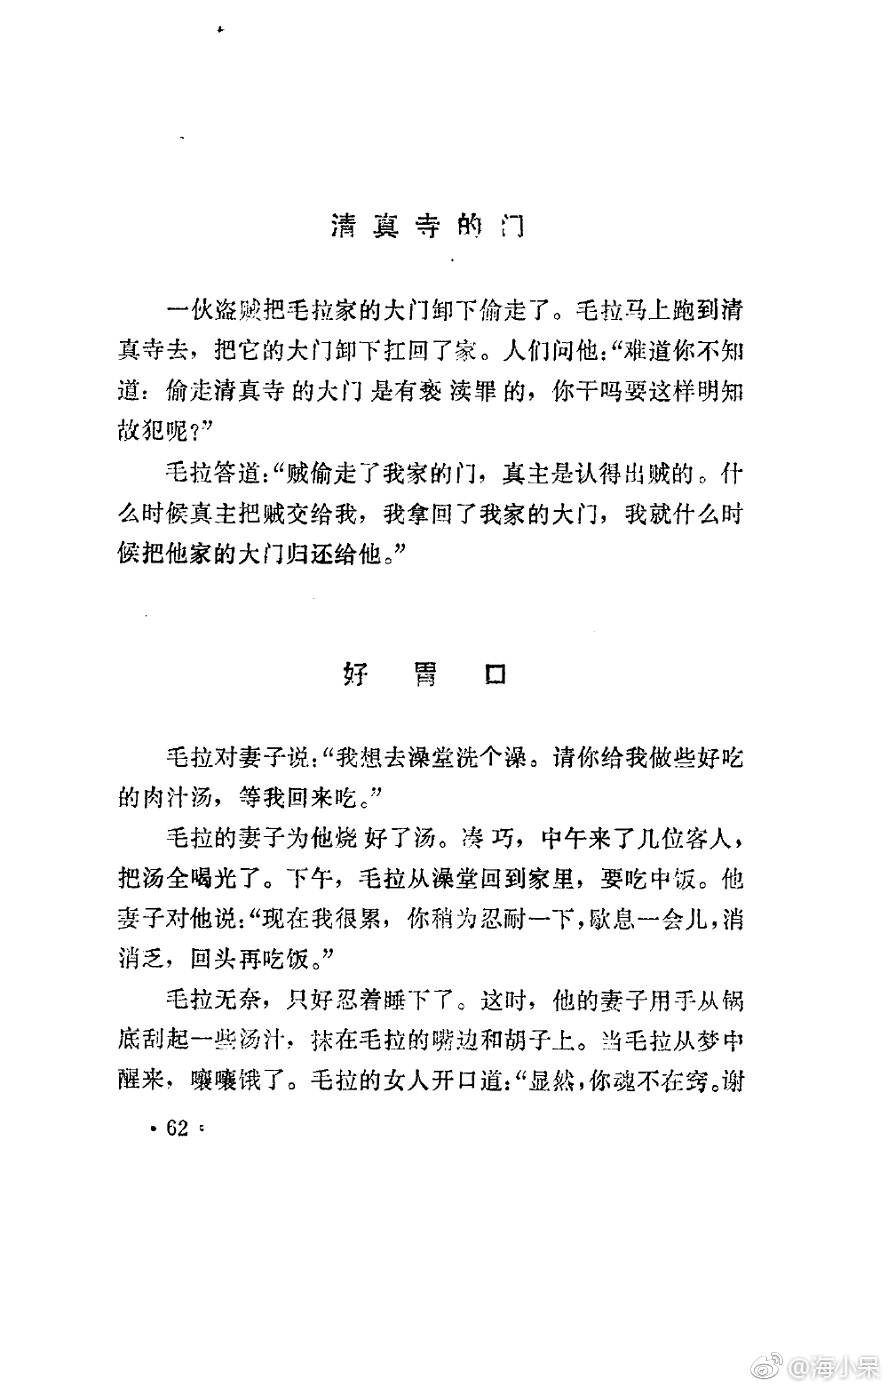 清真寺的门
一伙盗贼把毛拉家的大门卸下偷走了。毛拉马上跑到清
真寺去，把它的大门卸下扛回了家。人们问他：“难道你不知
道：偷走清真寺的大门是有亵渎罪的，你干吗要这样明知
故犯呢?”
毛拉答道：“贼偷走了我家的门，真主是认得出贼的。什
么时候真主把贼交给我，我拿回了我家的大门，我就什么时
候把他家的大门归还给他。”
好胃口
毛拉对妻子说：“我想去澡堂洗个澡。请你给我做些好吃
的肉汁汤，等我回来吃。”
毛拉的妻子为他烧好了汤。凑巧，中午来了几位客人，
把汤全喝光了。下午，毛拉从澡堂回到家里，要吃中饭。他
妻子对他说：“现在我很累，你稍为忍耐一下，歇息一会儿，消
消乏，回头再吃饭。”
毛拉无奈，只好忍着睡下了。这时，他的妻子用手从锅
底刮起一些汤汁，抹在毛拉的嘴边和胡子上。当毛拉从梦中
醒来，嚷嚷饿了。毛拉的女人开口道：“显然，你魂不在窍。谢
• 62 :
@海小呆